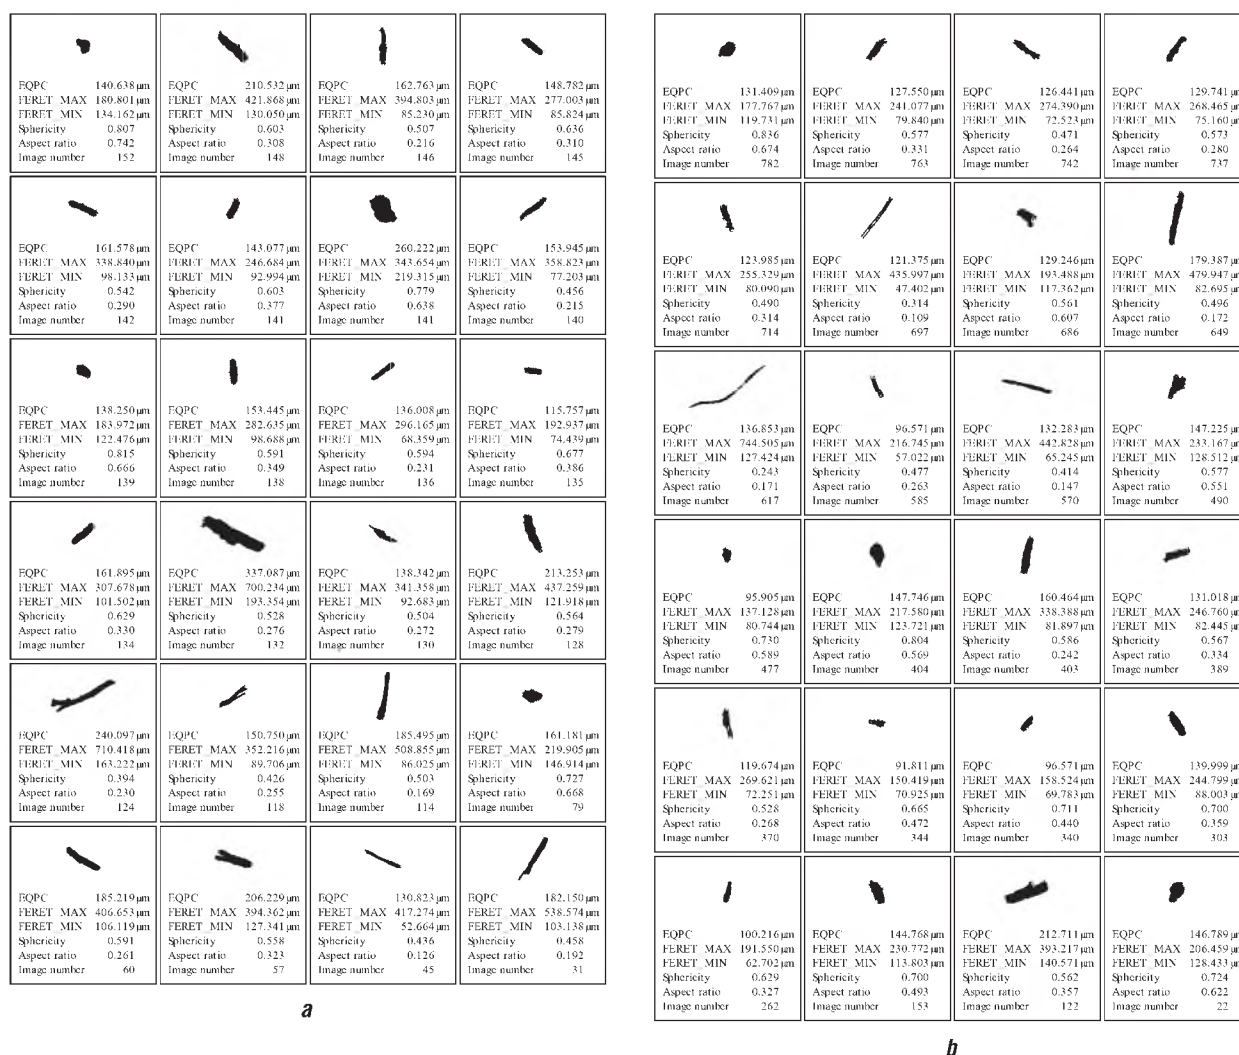 EQPC 140.638 µm
FERET_MAX 180.801 µm
FERET_MIN 134.162 µm
Sphericity 0.807
Aspect ratio 0.742
Image number 152
EQPC 210.532 µm
FERET_MAX 421.868 µm
FERET_MIN 130.050 µm
Sphericity 0.603
Aspect ratio 0.308
Image number 148
EQPC 162.763 µm
FERET_MAX 394.803 µm
FERET_MIN 85.230 µm
Sphericity 0.507
Aspect ratio 0.216
Image number 146
EQPC 148.782 µm
FERET_MAX 277.003 µm
FERET_MIN 85.824 µm
Sphericity 0.636
Aspect ratio 0.310
Image number 145
EQPC 161.578 µm
FERET_MAX 338.840 µm
FERET_MIN 98.133 µm
Sphericity 0.542
Aspect ratio 0.290
Image number 142
EQPC 143.077 µm
FERET_MAX 246.684 µm
FERET_MIN 92.994 µm
Sphericity 0.603
Aspect ratio 0.377
Image number 141
EQPC 260.222 µm
FERET_MAX 343.654 µm
FERET_MIN 219.315 µm
Sphericity 0.779
Aspect ratio 0.638
Image number 141
EQPC 153.945 µm
FERET_MAX 358.823 µm
FERET_MIN 77.203 µm
Sphericity 0.456
Aspect ratio 0.215
Image number 140
EQPC 138.250 µm
FERET_MAX 183.972 µm
FERET_MIN 122.476 µm
Sphericity 0.815
Aspect ratio 0.666
Image number 139
EQPC 153.445 µm
FERET_MAX 282.635 µm
FERET_MIN 98.688 µm
Sphericity 0.591
Aspect ratio 0.349
Image number 138
EQPC 136.008 µm
FERET_MAX 296.165 µm
FERET_MIN 68.359 µm
Sphericity 0.594
Aspect ratio 0.231
Image number 136
EQPC 115.757 µm
FERET_MAX 192.937 µm
FERET_MIN 74.439 µm
Sphericity 0.677
Aspect ratio 0.386
Image number 135
EQPC 161.895 µm
FERET_MAX 307.678 µm
FERET_MIN 101.502 µm
Sphericity 0.629
Aspect ratio 0.330
Image number 134
EQPC 337.087 µm
FERET_MAX 700.234 µm
FERET_MIN 193.354 µm
Sphericity 0.528
Aspect ratio 0.276
Image number 132
EQPC 138.342 µm
FERET_MAX 341.358 µm
FERET_MIN 92.683 µm
Sphericity 0.504
Aspect ratio 0.272
Image number 130
EQPC 213.253 µm
FERET_MAX 437.259 µm
FERET_MIN 121.918 µm
Sphericity 0.564
Aspect ratio 0.279
Image number 128
EQPC 240.097 µm
FERET_MAX 710.418 µm
FERET_MIN 163.222 µm
Sphericity 0.394
Aspect ratio 0.230
Image number 124
EQPC 150.750 µm
FERET_MAX 352.216 µm
FERET_MIN 89.706 µm
Sphericity 0.426
Aspect ratio 0.255
Image number 118
EQPC 185.495 µm
FERET_MAX 508.855 µm
FERET_MIN 86.025 µm
Sphericity 0.503
Aspect ratio 0.169
Image number 114
EQPC 161.181 µm
FERET_MAX 219.905 µm
FERET_MIN 146.914 µm
Sphericity 0.727
Aspect ratio 0.668
Image number 79
EQPC 185.219 µm
FERET_MAX 406.653 µm
FERET_MIN 106.119 µm
Sphericity 0.591
Aspect ratio 0.261
Image number 60
EQPC 206.229 µm
FERET_MAX 394.362 µm
FERET_MIN 127.341 µm
Sphericity 0.558
Aspect ratio 0.323
Image number 57
EQPC 130.823 µm
FERET_MAX 417.274 µm
FERET_MIN 52.664 µm
Sphericity 0.436
Aspect ratio 0.126
Image number 45
EQPC 182.150 µm
FERET_MAX 538.574 µm
FERET_MIN 103.138 µm
Sphericity 0.458
Aspect ratio 0.192
Image number 31
a
EQPC 131.409 µm
FERET_MAX 177.767 µm
FERET_MIN 119.731 µm
Sphericity 0.836
Aspect ratio 0.674
Image number 782
EQPC 127.550 µm
FERET_MAX 241.077 µm
FERET_MIN 79.840 µm
Sphericity 0.577
Aspect ratio 0.331
Image number 763
EQPC 126.441 µm
FERET_MAX 274.390 µm
FERET_MIN 72.523 µm
Sphericity 0.471
Aspect ratio 0.264
Image number 742
EQPC 129.741 µm
FERET_MAX 268.465 µm
FERET_MIN 75.160 µm
Sphericity 0.573
Aspect ratio 0.280
Image number 737
EQPC 123.985 µm
FERET_MAX 255.329 µm
FERET_MIN 80.090 µm
Sphericity 0.490
Aspect ratio 0.314
Image number 714
EQPC 121.375 µm
FERET_MAX 435.997 µm
FERET_MIN 47.402 µm
Sphericity 0.314
Aspect ratio 0.109
Image number 697
EQPC 129.246 µm
FERET_MAX 193.488 µm
FERET_MIN 117.362 µm
Sphericity 0.561
Aspect ratio 0.607
Image number 686
EQPC 179.387 µm
FERET_MAX 479.947 µm
FERET_MIN 82.695 µm
Sphericity 0.496
Aspect ratio 0.172
Image number 649
EQPC 136.853 µm
FERET_MAX 744.505 µm
FERET_MIN 127.424 µm
Sphericity 0.243
Aspect ratio 0.171
Image number 617
EQPC 96.571 µm
FERET_MAX 216.745 µm
FERET_MIN 57.022 µm
Sphericity 0.477
Aspect ratio 0.263
Image number 585
EQPC 132.283 µm
FERET_MAX 442.828 µm
FERET_MIN 65.245 µm
Sphericity 0.414
Aspect ratio 0.147
Image number 570
EQPC 147.225 µm
FERET_MAX 233.167 µm
FERET_MIN 128.512 µm
Sphericity 0.577
Aspect ratio 0.551
Image number 490
EQPC 95.905 µm
FERET_MAX 137.128 µm
FERET_MIN 80.744 µm
Sphericity 0.730
Aspect ratio 0.589
Image number 477
EQPC 147.746 µm
FERET_MAX 217.580 µm
FERET_MIN 123.721 µm
Sphericity 0.804
Aspect ratio 0.569
Image number 404
EQPC 160.464 µm
FERET_MAX 338.388 µm
FERET_MIN 81.897 µm
Sphericity 0.586
Aspect ratio 0.242
Image number 403
EQPC 131.018 µm
FERET_MAX 246.760 µm
FERET_MIN 82.445 µm
Sphericity 0.567
Aspect ratio 0.334
Image number 389
EQPC 119.674 µm
FERET_MAX 269.621 µm
FERET_MIN 72.251 µm
Sphericity 0.528
Aspect ratio 0.268
Image number 370
EQPC 91.811 µm
FERET_MAX 150.419 µm
FERET_MIN 70.925 µm
Sphericity 0.665
Aspect ratio 0.472
Image number 344
EQPC 96.571 µm
FERET_MAX 158.524 µm
FERET_MIN 69.783 µm
Sphericity 0.711
Aspect ratio 0.440
Image number 340
EQPC 139.999 µm
FERET_MAX 244.799 µm
FERET_MIN 88.003 µm
Sphericity 0.700
Aspect ratio 0.359
Image number 303
EQPC 100.216 µm
FERET_MAX 191.550 µm
FERET_MIN 62.702 µm
Sphericity 0.629
Aspect ratio 0.327
Image number 262
EQPC 144.768 µm
FERET_MAX 230.772 µm
FERET_MIN 113.803 µm
Sphericity 0.700
Aspect ratio 0.493
Image number 153
EQPC 212.711 µm
FERET_MAX 393.217 µm
FERET_MIN 140.571 µm
Sphericity 0.562
Aspect ratio 0.357
Image number 122
EQPC 146.789 µm
FERET_MAX 206.459 µm
FERET_MIN 128.433 µm
Sphericity 0.724
Aspect ratio 0.622
Image number 22
b